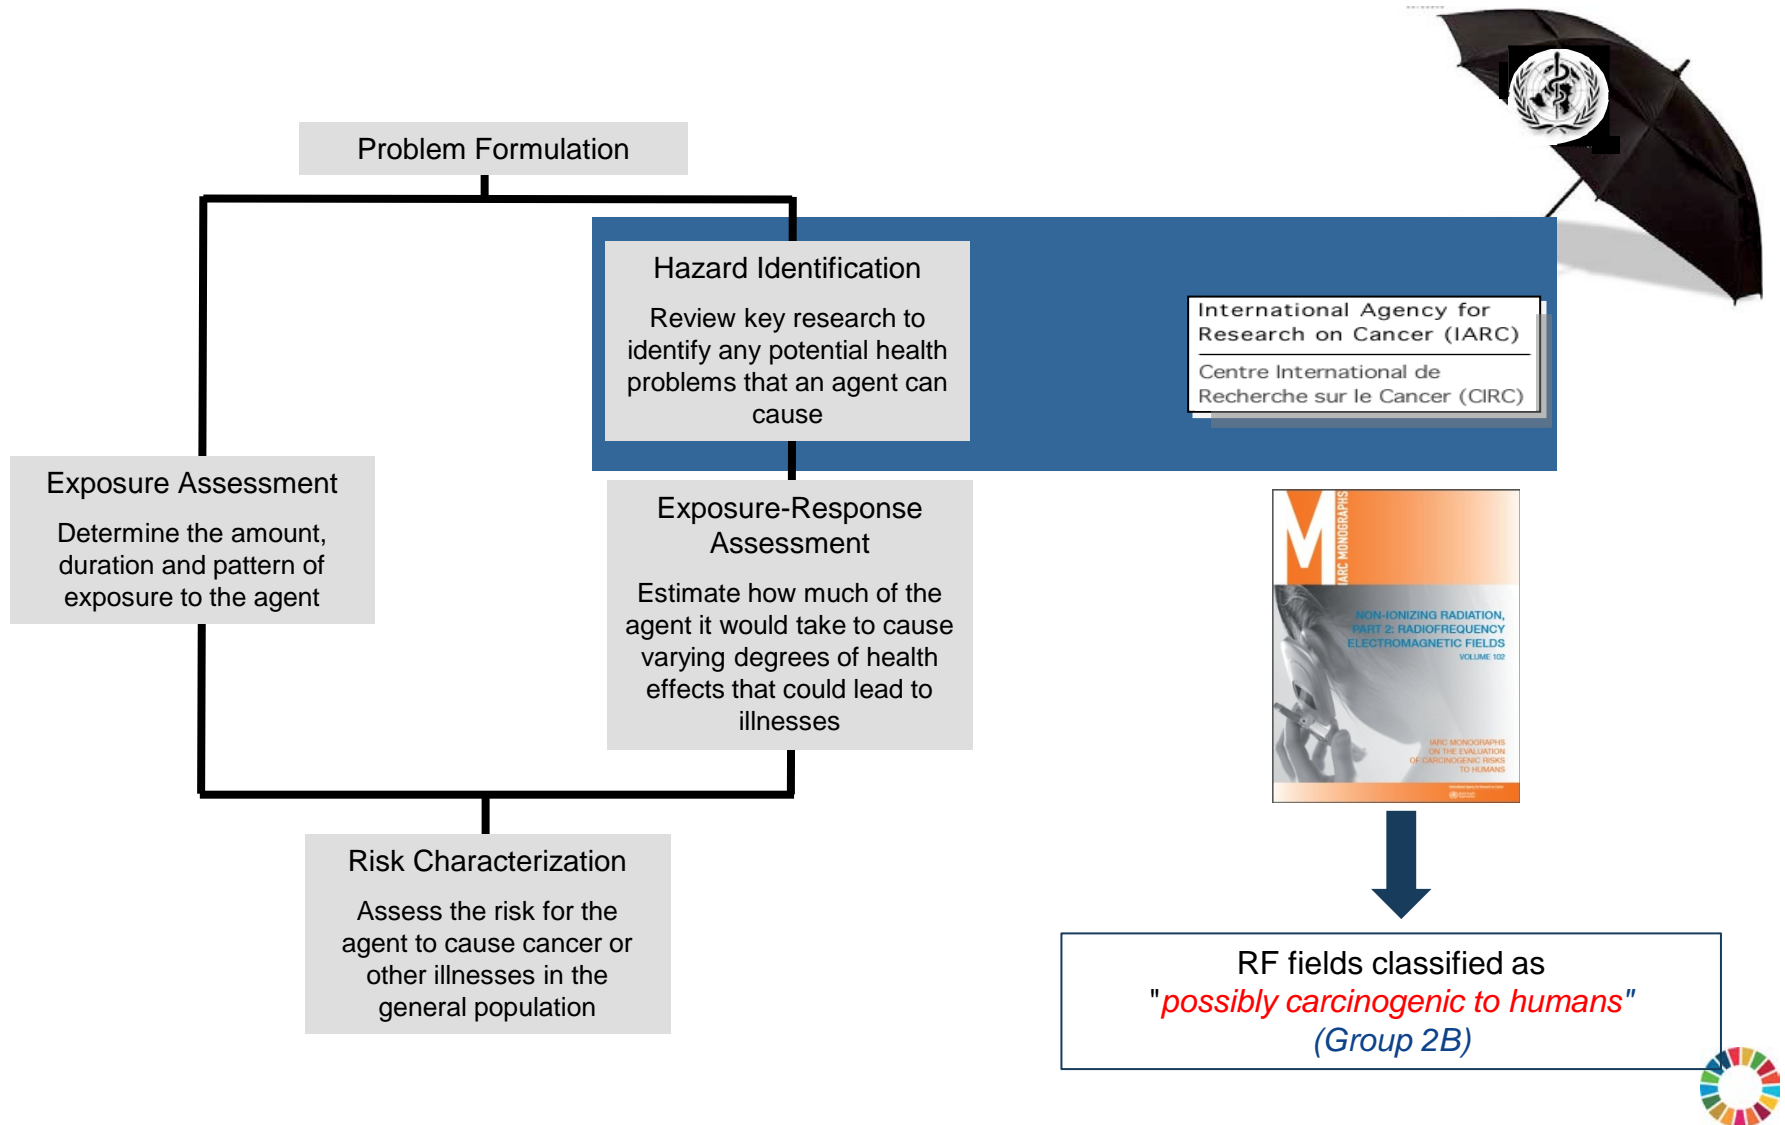 Problem Formulation
Hazard Identification
Review key research to
identify any potential health
problems that an agent can
cause
International Agency for
Research on Cancer (IARC)
Centre International de
Recherche sur le Cancer (CIRC)
Exposure Assessment
Determine the amount,
duration and pattern of
exposure to the agent
Exposure-Response
Assessment
Estimate how much of the
agent it would take to cause
varying degrees of health
effects that could lead to
illnesses
IARC MONOGRAPHS
NON-IONIZING RADIATION,
PART 2: RADIOFREQUENCY
ELECTROMAGNETIC FIELDS
VOLUME 102
IARC MONOGRAPHS
ON THE EVALUATION
OF CARCINOGENIC RISKS
TO HUMANS
Risk Characterization
Assess the risk for the
agent to cause cancer or
other illnesses in the
general population
RF fields classified as
"possibly carcinogenic to humans"
(Group 2B)